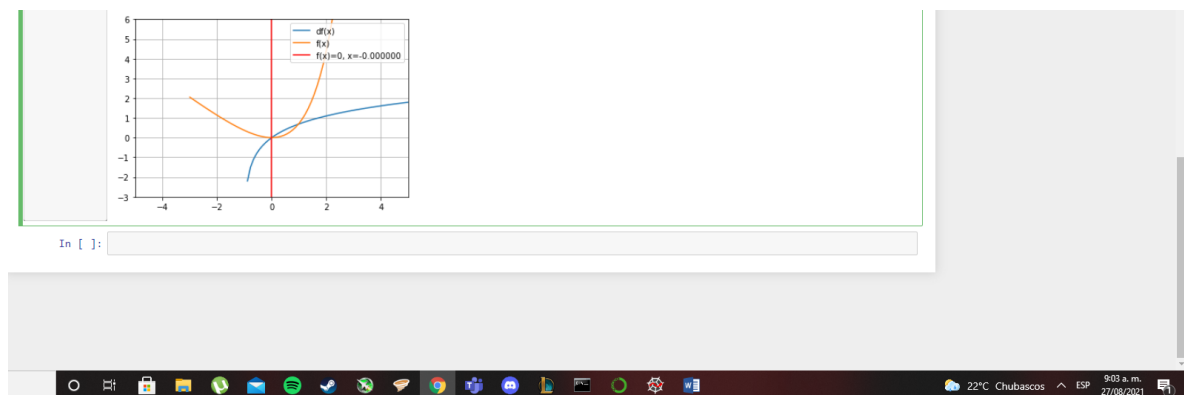 6
5
4
3
2
1
0
−1
−2
−3
−4 −2 0 2 4
df(x)
f(x)
f(x)=0, x=-0.000000
In [ ]:
22°C Chubascos ESP 9:03 a. m.
27/08/2021